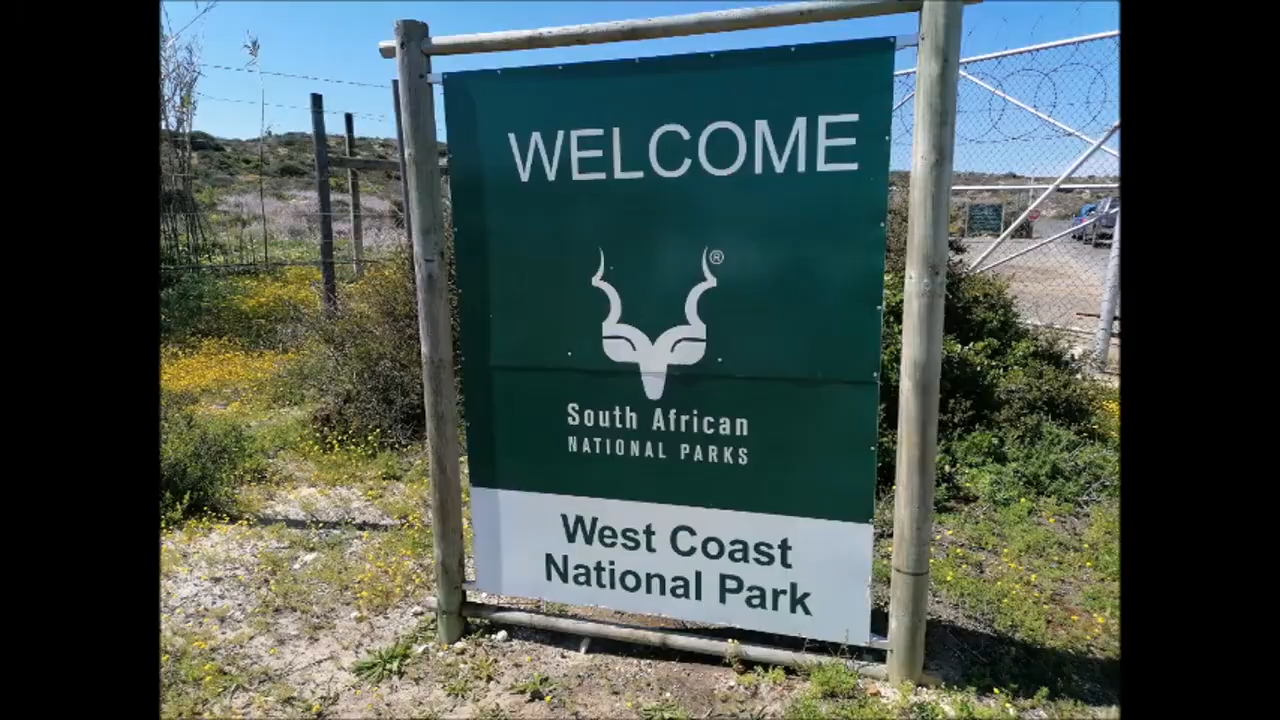 WELCOME
®
South African
NATIONAL PARKS
West Coast
National Park